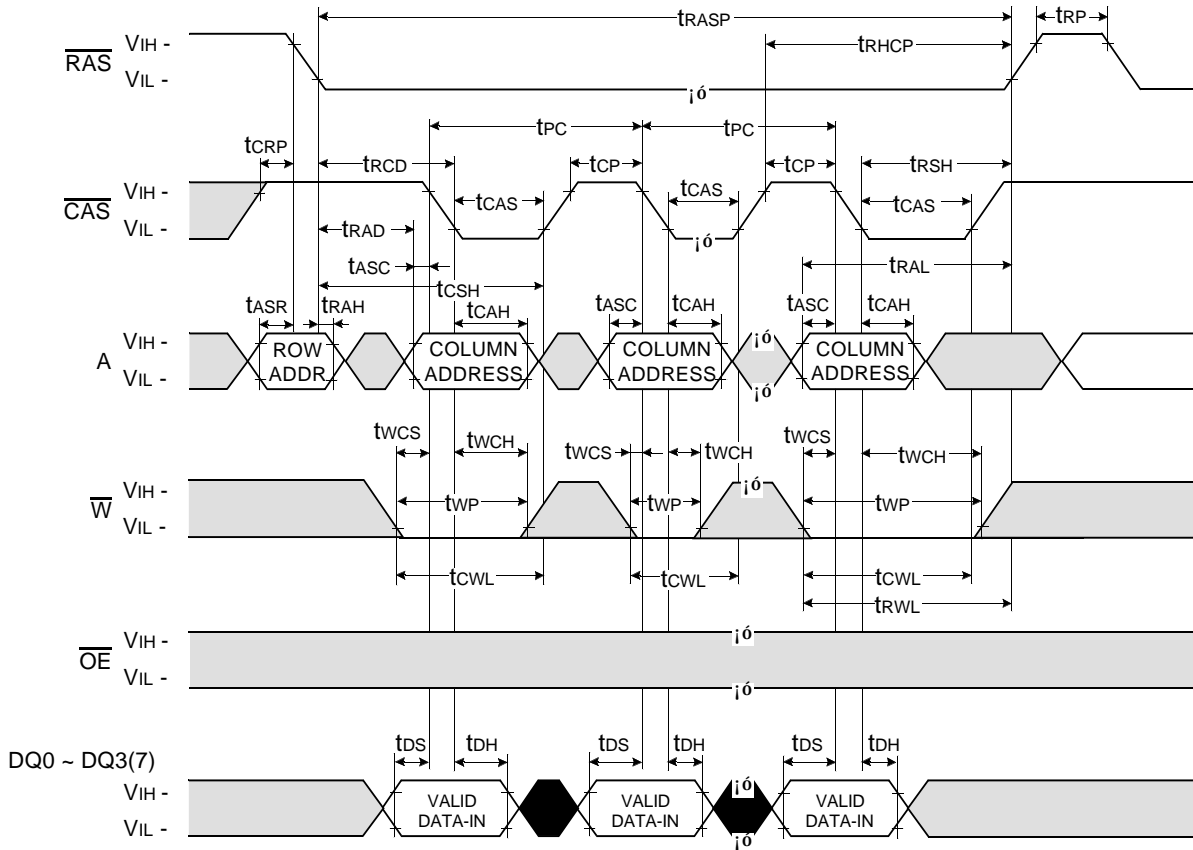 tRASP
tRP
tRHCP
RAS
VIH -
VIL -
¡ó
tCRP
tRCD
tPC
tPC
tCP
tCP
tRSH
CAS
VIH -
VIL -
tCAS
tCAS
tCAS
¡ó
tRAD
tASC
tCSH
tRAL
tASR
tRAH
tCAH
tASC
tCAH
tASC
tCAH
A
VIH -
VIL -
ROW
ADDR
COLUMN
ADDRESS
COLUMN
ADDRESS
¡ó
¡ó
COLUMN
ADDRESS
tWCS
tWCH
tWCS
tWCH
tWCS
tWCH
W
VIH -
VIL -
tWP
tWP
¡ó
tWP
tCWL
tCWL
tCWL
tRWL
OE
VIH -
VIL -
¡ó
¡ó
DQ0 ~ DQ3(7)
tDS
tDH
tDS
tDH
tDS
tDH
VIH -
VIL -
VALID
DATA-IN
VALID
DATA-IN
¡ó
¡ó
VALID
DATA-IN